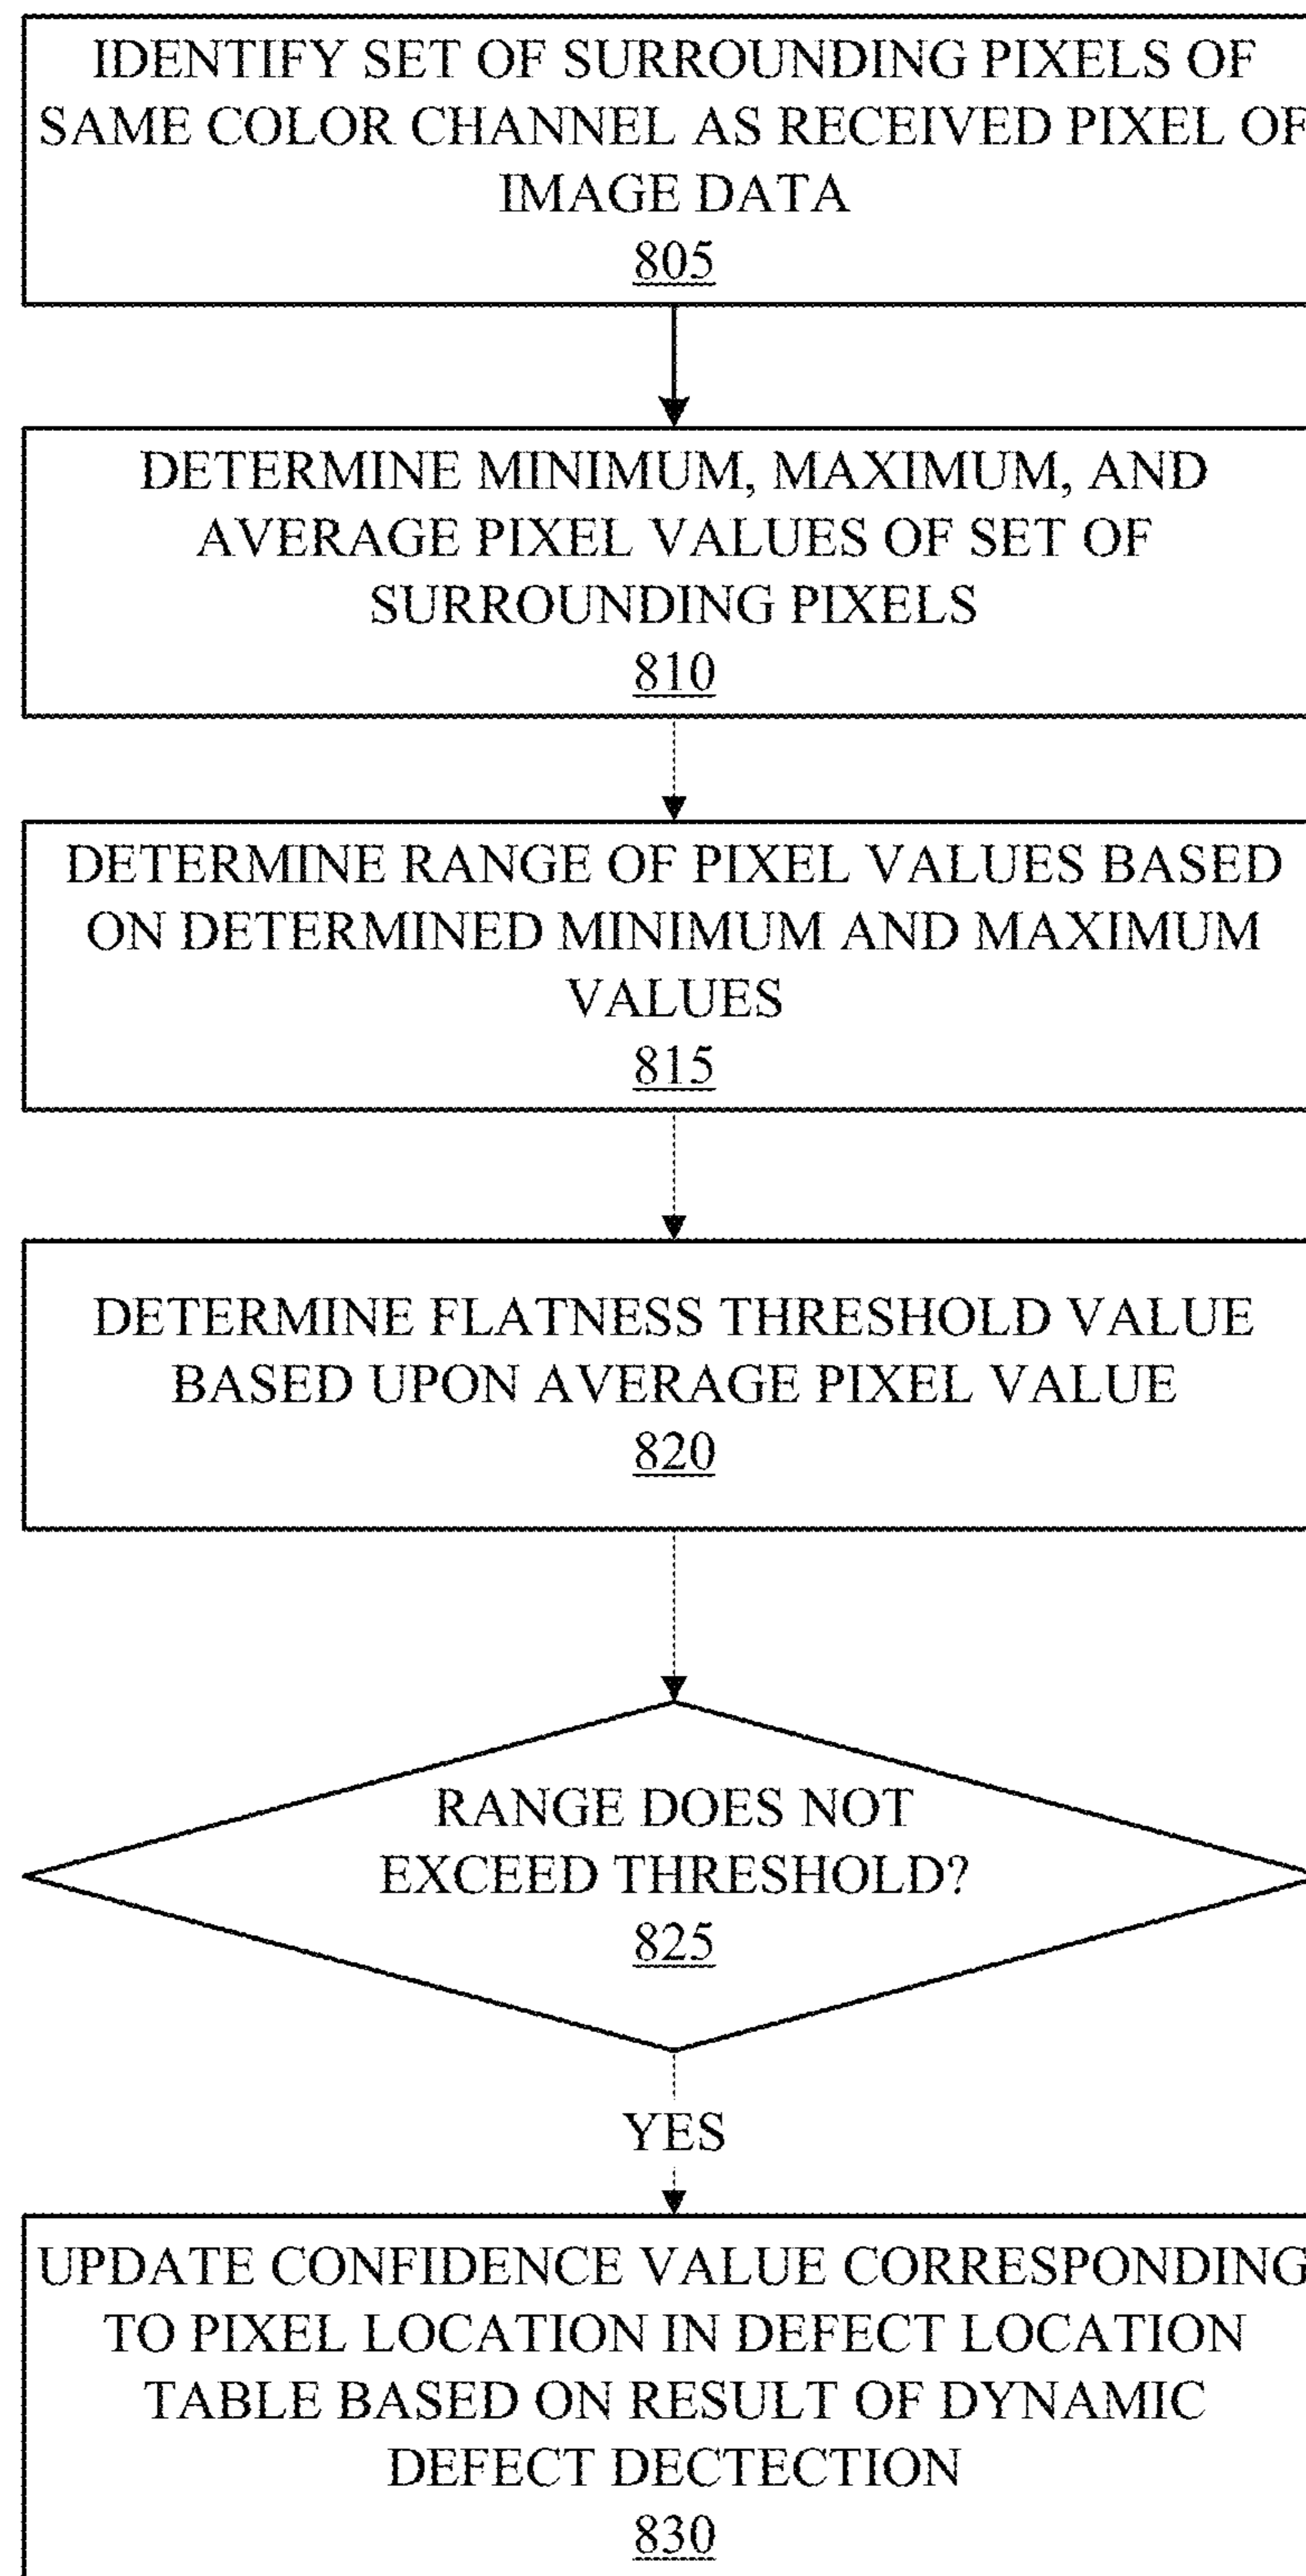 IDENTIFY SET OF SURROUNDING PIXELS OF
SAME COLOR CHANNEL AS RECEIVED PIXEL OF
IMAGE DATA
805
DETERMINE MINIMUM, MAXIMUM, AND
AVERAGE PIXEL VALUES OF SET OF
SURROUNDING PIXELS
810
DETERMINE RANGE OF PIXEL VALUES BASED
ON DETERMINED MINIMUM AND MAXIMUM
VALUES
815
DETERMINE FLATNESS THRESHOLD VALUE
BASED UPON AVERAGE PIXEL VALUE
820
RANGE DOES NOT
EXCEED THRESHOLD?
825
YES
UPDATE CONFIDENCE VALUE CORRESPONDING
TO PIXEL LOCATION IN DEFECT LOCATION
TABLE BASED ON RESULT OF DYNAMIC
DEFECT DECTECTION
830